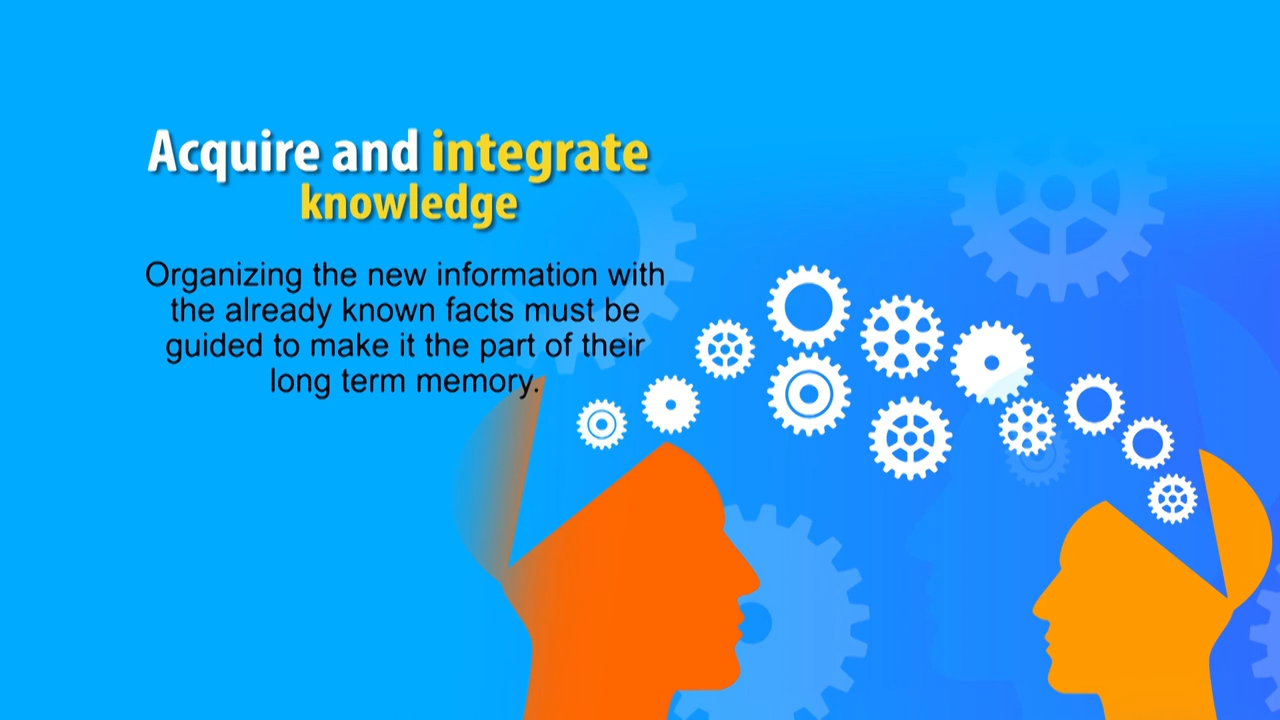 Acquire and integrate
knowledge
Organizing the new information with
the already known facts must be
guided to make it the part of their
long term memory.